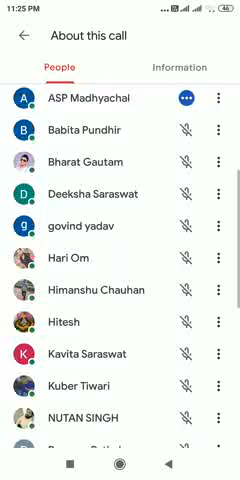 11:25 PM
46
About this call
People
Information
A ASP Madhyachal
B Babita Pundhir
Bharat Gautam
D Deeksha Saraswat
g govind yadav
Hari Om
Himanshu Chauhan
Hitesh
K Kavita Saraswat
Kuber Tiwari
NUTAN SINGH